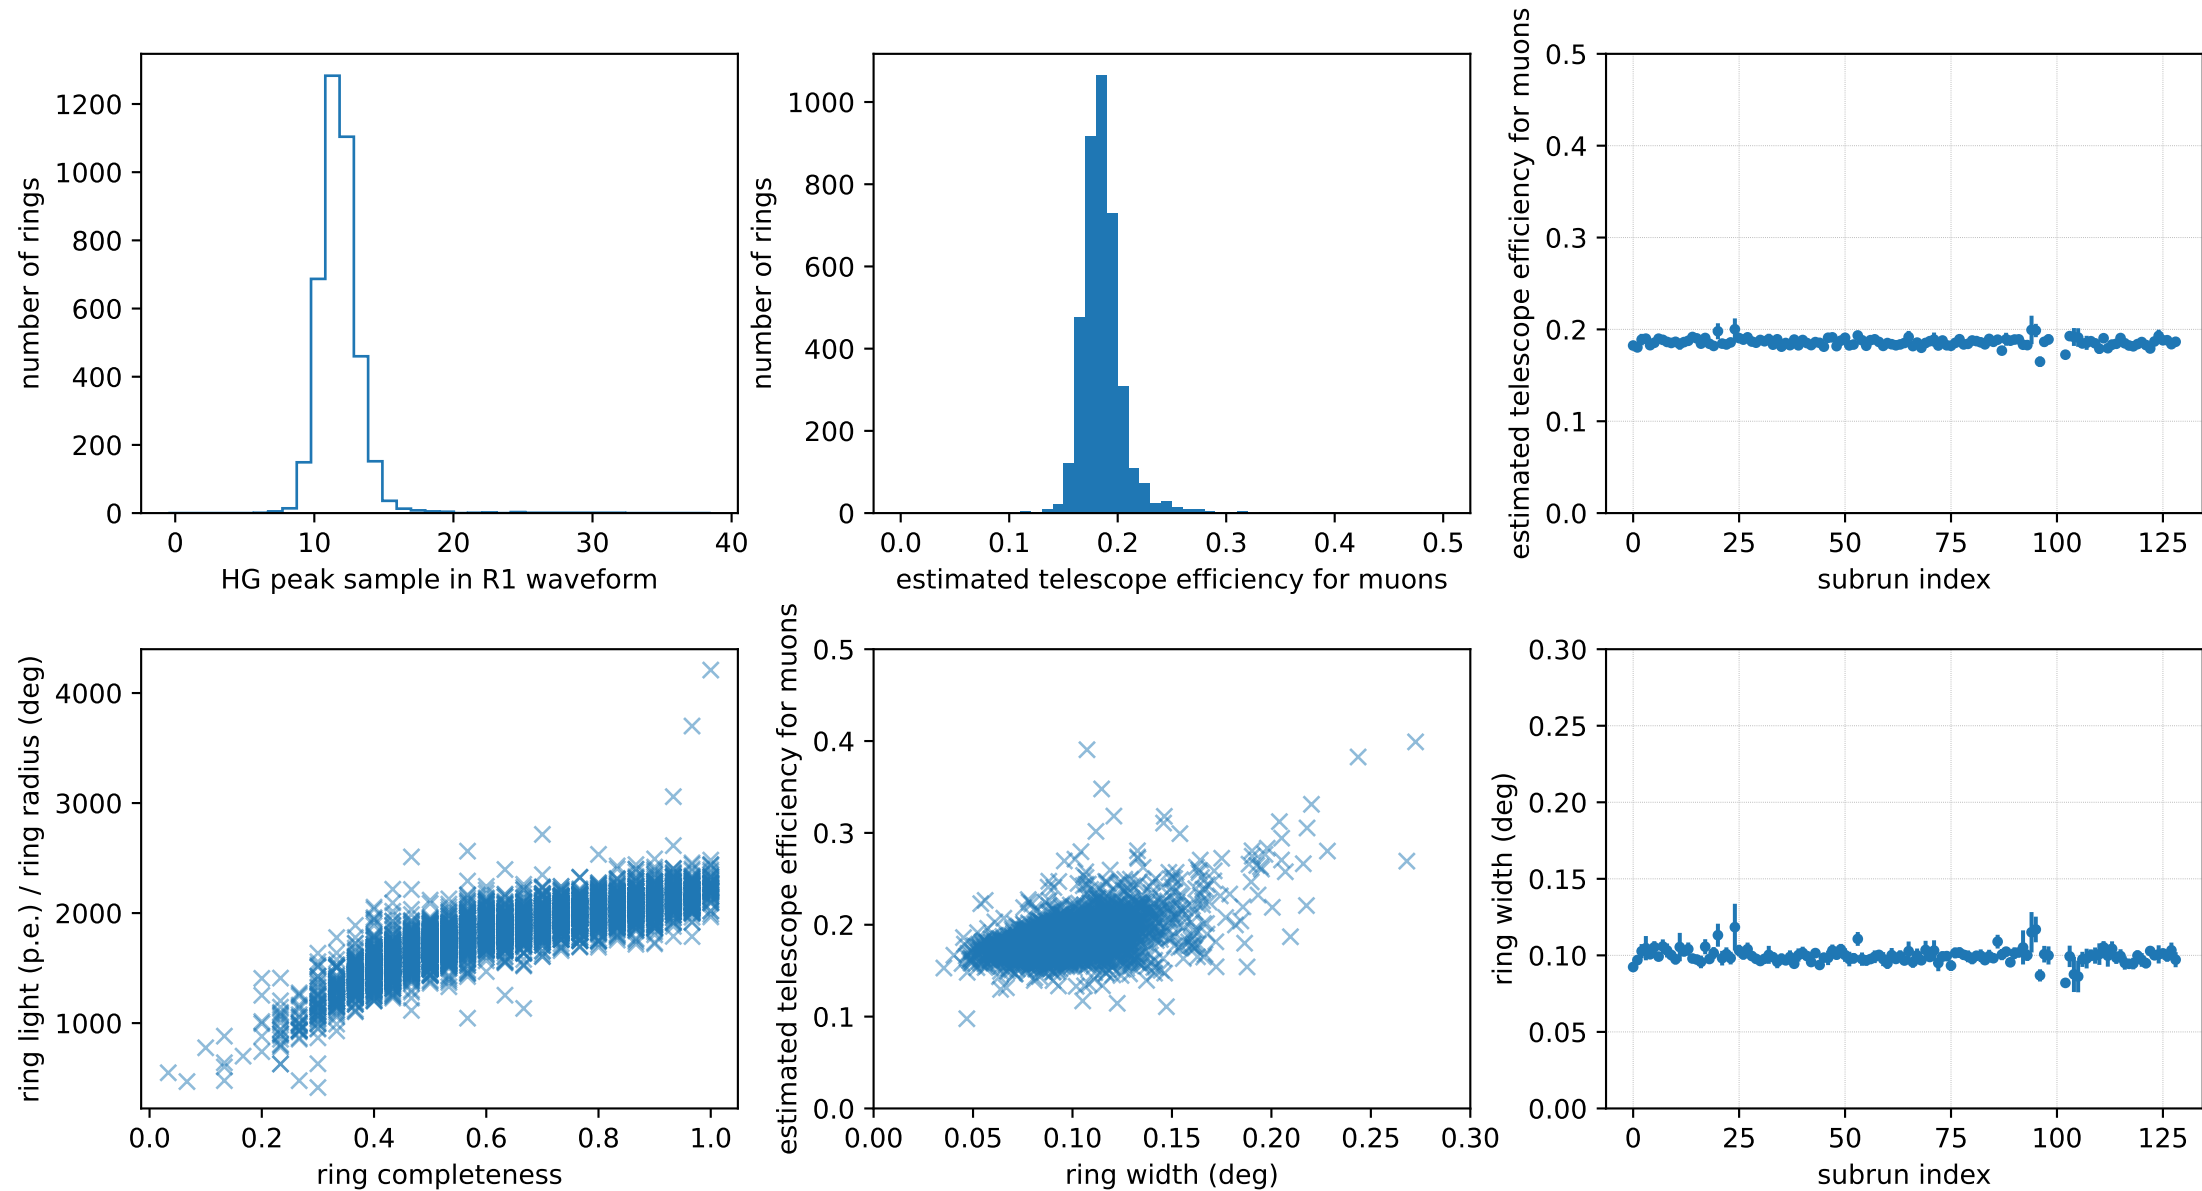 1200
1000
800
600
400
200
0
number of rings
0 10 20 30 40
HG peak sample in R1 waveform
1000
800
600
400
200
0
number of rings
0.0 0.1 0.2 0.3 0.4 0.5
estimated telescope efficiency for muons
0.5
0.4
0.3
0.2
0.1
0.0
estimated telescope efficiency for muons
0 25 50 75 100 125
subrun index
4000
3000
2000
1000
ring light (p.e.) / ring radius (deg)
0.0 0.2 0.4 0.6 0.8 1.0
ring completeness
0.5
0.4
0.3
0.2
0.1
0.0
estimated telescope efficiency for muons
0.00 0.05 0.10 0.15 0.20 0.25 0.30
ring width (deg)
0.30
0.25
0.20
0.15
0.10
0.05
0.00
ring width (deg)
0 25 50 75 100 125
subrun index